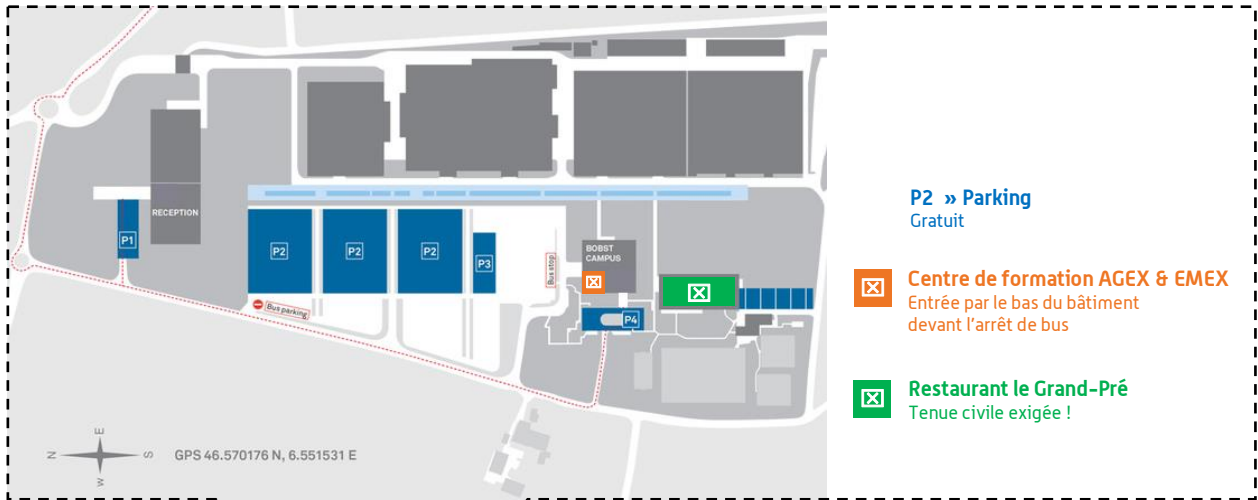 RECEPTION
P1
P2
P2
P2
P3
Bus stop
BOBST
CAMPUS
P4
Bus parking
E
N
S
W
GPS 46.570176 N, 6.551531 E
P2 » Parking
Gratuit
Centre de formation AGEX & EMEX
Entrée par le bas du bâtiment
devant l'arrêt de bus
Restaurant le Grand-Pré
Tenue civile exigée !